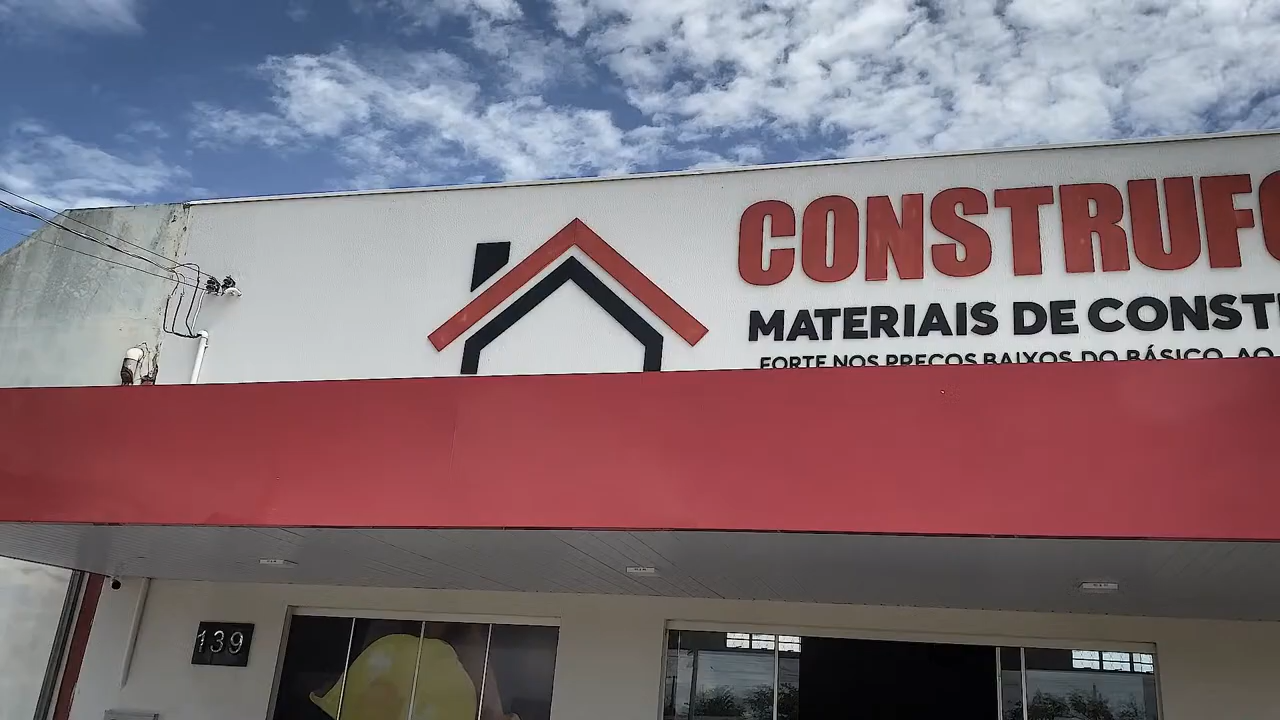 CONSTRUF
MATERIAIS DE CONST
FORTE NOS PREÇOS BAIXOS DO BÁSICO, AO
139